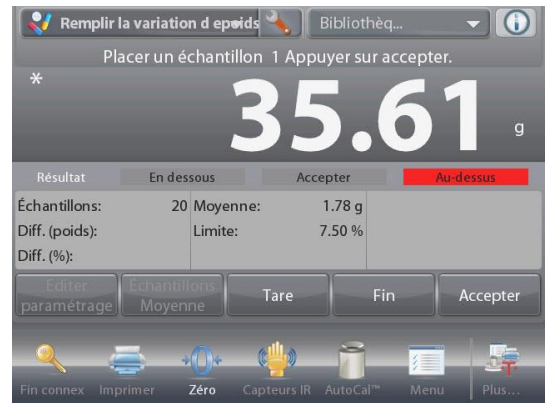 Remplir la variation d epoids Bibliothèq...
Placer un échantillon 1 Appuyer sur accepter.
*
35.61 g
Résultat En dessous Accepter Au-dessus
Échantillons: 20 Moyenne: 1.78 g
Diff. (poids): Limite: 7.50 %
Diff. (%):
Editer Échantillons
paramétrage Moyenne Tare Fin Accepter
Fin connex Imprimer Zéro Capteurs IR AutoCal™ Menu Plus...